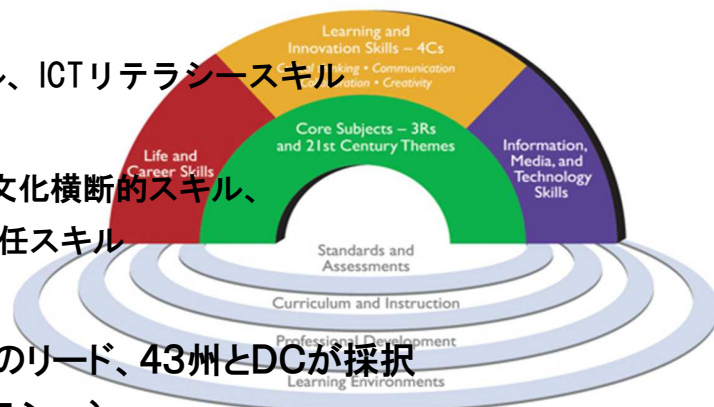 Learning and
Innovation Skills – 4Cs
、ICTリテラシースキル
Thinking • Communication
• Creativity
Core Subjects – 3Rs
and 21st Century Themes
Information,
Media, and
Technology
Skills
Life and
Career Skills
文化横断的スキル、
任スキル
Standards and
Assessments
Curriculum and Instruction
Professional Development
のリード、43州とDCが採択
Learning Environments